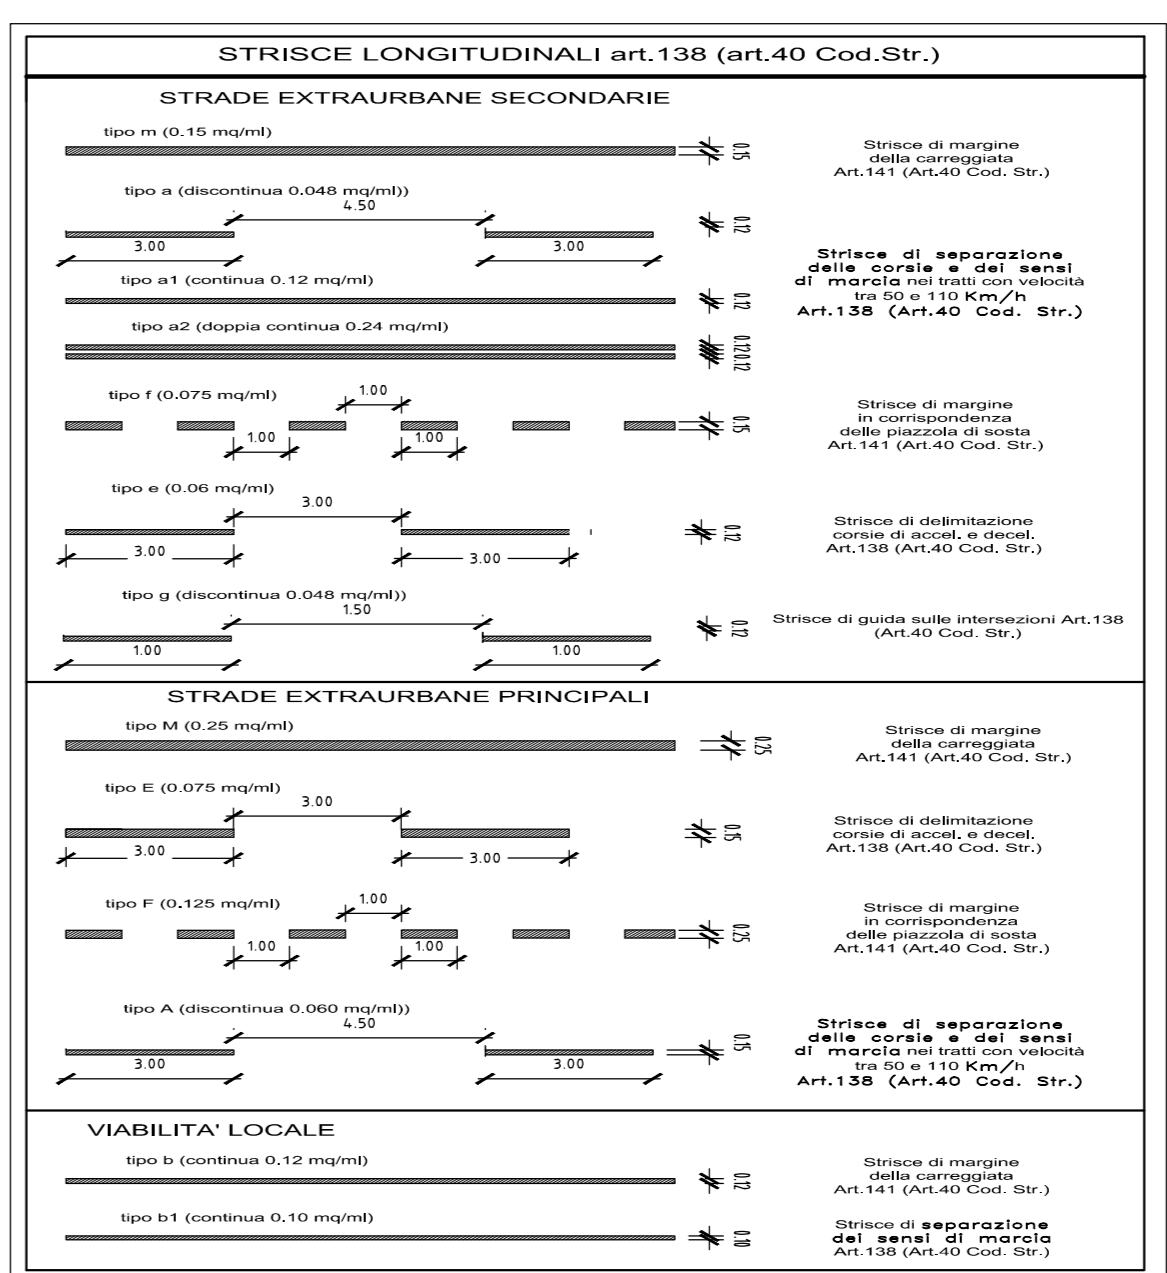 STRISCE LONGITUDINALI art.138 (art.40 Cod.Str.)
STRADE EXTRAURBANE SECONDARIE
tipo m (0.15 mq/ml)
0.15
Strisce di margine
della carreggiata
Art.141 (Art.40 Cod. Str.)
tipo a (discontinua 0.048 mq/ml))
4.50
3.00
3.00
0.12
Strisce di separazione
delle corsie e dei sensi
di marcia nei tratti con velocità
tra 50 e 110 Km/h
Art.138 (Art.40 Cod. Str.)
tipo a1 (continua 0.12 mq/ml)
0.12
tipo a2 (doppia continua 0.24 mq/ml)
0.12
0.12
tipo f (0.075 mq/ml)
1.00
1.00
1.00
0.15
Strisce di margine
in corrispondenza
delle piazzola di sosta
Art.141 (Art.40 Cod. Str.)
tipo e (0.06 mq/ml)
3.00
3.00
3.00
0.12
Strisce di delimitazione
corsie di accel. e decel.
Art.138 (Art.40 Cod. Str.)
tipo g (discontinua 0.048 mq/ml))
1.50
1.00
1.00
0.12
Strisce di guida sulle intersezioni Art.138
(Art.40 Cod. Str.)
STRADE EXTRAURBANE PRINCIPALI
tipo M (0.25 mq/ml)
0.25
Strisce di margine
della carreggiata
Art.141 (Art.40 Cod. Str.)
tipo E (0.075 mq/ml)
3.00
3.00
3.00
0.15
Strisce di delimitazione
corsie di accel. e decel.
Art.138 (Art.40 Cod. Str.)
tipo F (0.125 mq/ml)
1.00
1.00
1.00
0.25
Strisce di margine
in corrispondenza
delle piazzola di sosta
Art.141 (Art.40 Cod. Str.)
tipo A (discontinua 0.060 mq/ml))
4.50
3.00
3.00
0.15
Strisce di separazione
delle corsie e dei sensi
di marcia nei tratti con velocità
tra 50 e 110 Km/h
Art.138 (Art.40 Cod. Str.)
VIABILITA' LOCALE
tipo b (continua 0.12 mq/ml)
0.12
Strisce di margine
della carreggiata
Art.141 (Art.40 Cod. Str.)
tipo b1 (continua 0.10 mq/ml)
0.10
Strisce di separazione
dei sensi di marcia
Art.138 (Art.40 Cod. Str.)